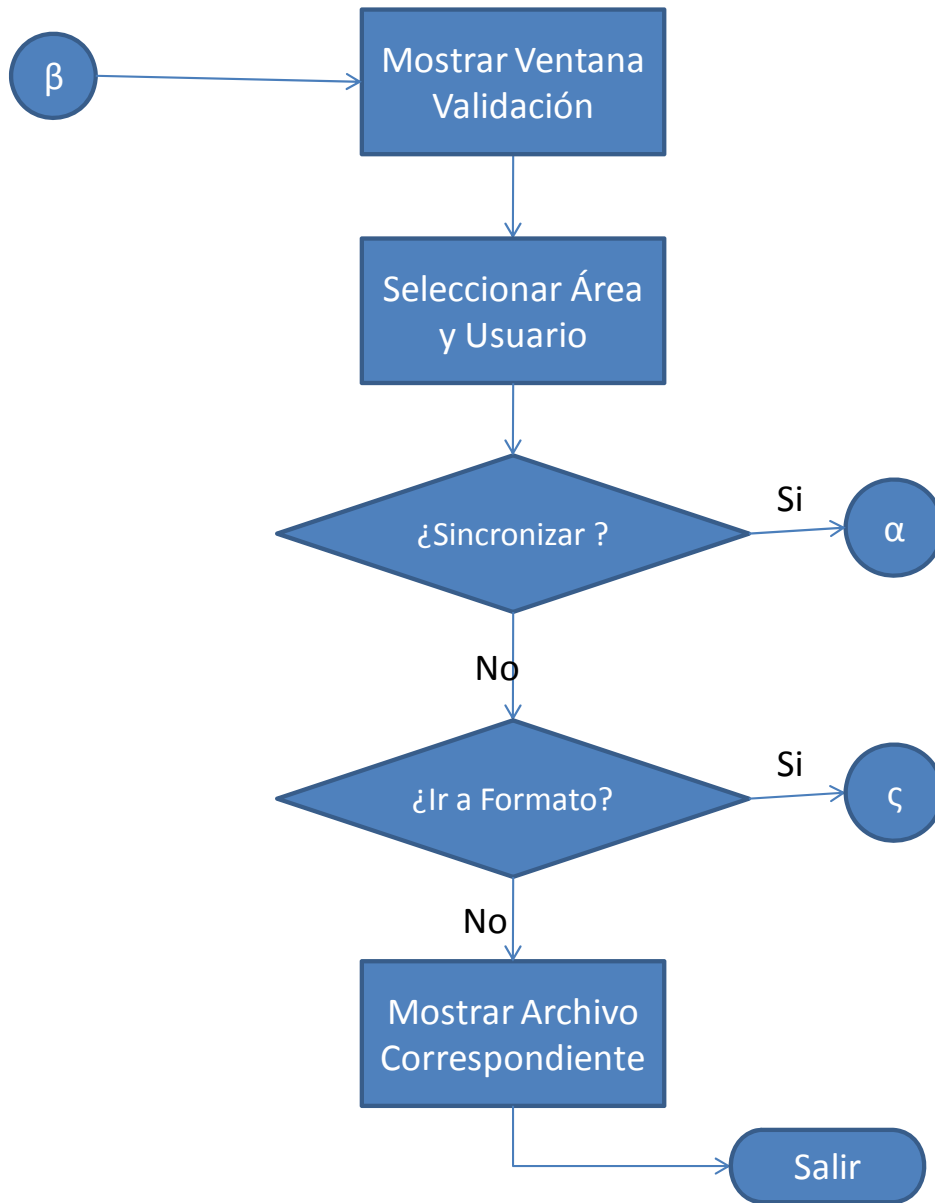 β
Mostrar Ventana
Validación
Seleccionar Área
y Usuario
¿Sincronizar ?
Si
α
No
¿Ir a Formato?
Si
ς
No
Mostrar Archivo
Correspondiente
Salir